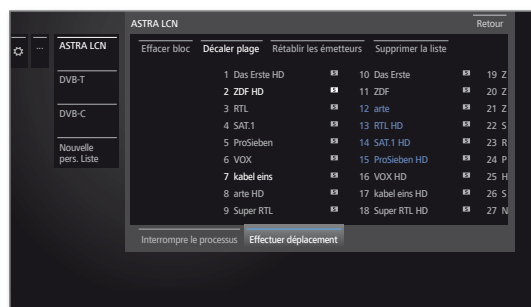 ASTRA LCN
Retour
...
ASTRA LCN
DVB-T
DVB-C
Nouvelle
pers. Liste
Effacer bloc Décaler plage Rétablir les émetteurs Supprimer la liste
1 Das Erste HD S 10 Das Erste S 19 Z
2 ZDF HD S 11 ZDF S 20 Z
3 RTL S 12 arte S 21 Z
4 SAT.1 S 13 RTL HD S 22 S
5 ProSieben S 14 SAT.1 HD S 23 R
6 VOX S 15 ProSieben HD S 24 P
7 kabel eins S 16 VOX HD S 25 H
8 arte HD S 17 kabel eins HD S 26 S
9 Super RTL S 18 Super RTL HD S 27 N
Interrompre le processus Effectuer déplacement